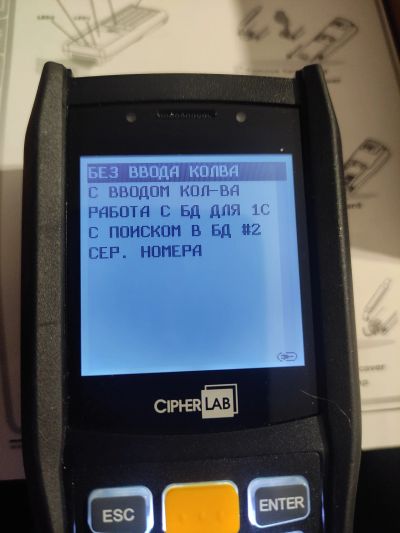 БЕЗ ВВОДА КОЛВА
С ВВОДОМ КОЛ-ВА
РАБОТА С БД ДЛЯ 1С
С ПОИСКОМ В БД #2
СЕР. НОМЕРА
CIPHERLAB
ESC
ENTER